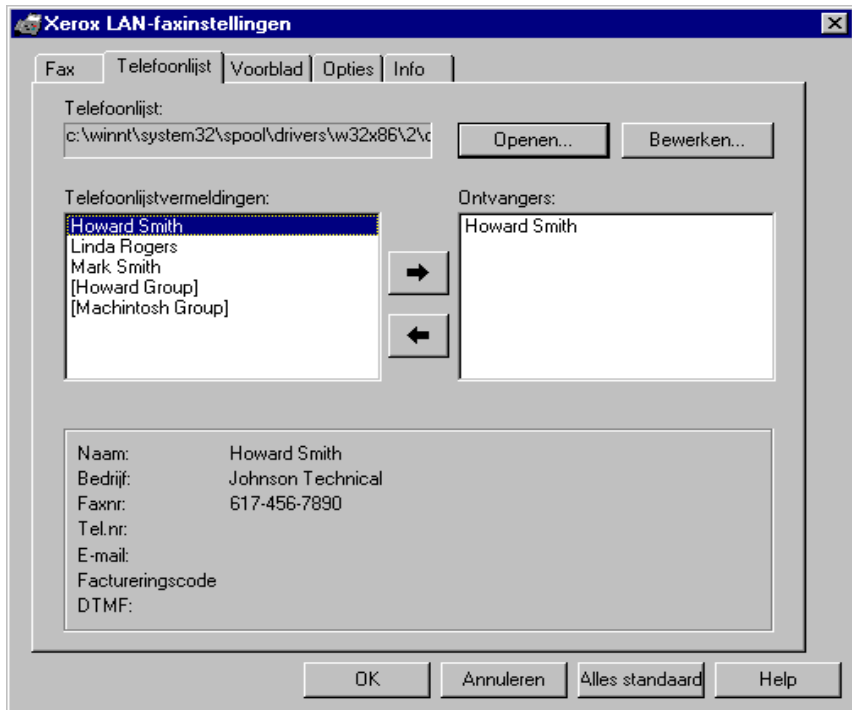 Xerox LAN-faxinstellingen
Fax Telefoonlijst Voorblad Opties Info
Telefoonlijst:
c:\winnt\system32\spool\drivers\w32x86\2\c
Openen... Bewerken...
Telefoonlijstvermeldingen:
Howard Smith
Linda Rogers
Mark Smith
[Howard Group]
[Machintosh Group]
Ontvangers:
Howard Smith
Naam: Howard Smith
Bedrijf: Johnson Technical
Faxnr: 617-456-7890
Tel.nr:
E-mail:
Factureringscode
DTMF:
OK Annuleren Alles standaard Help